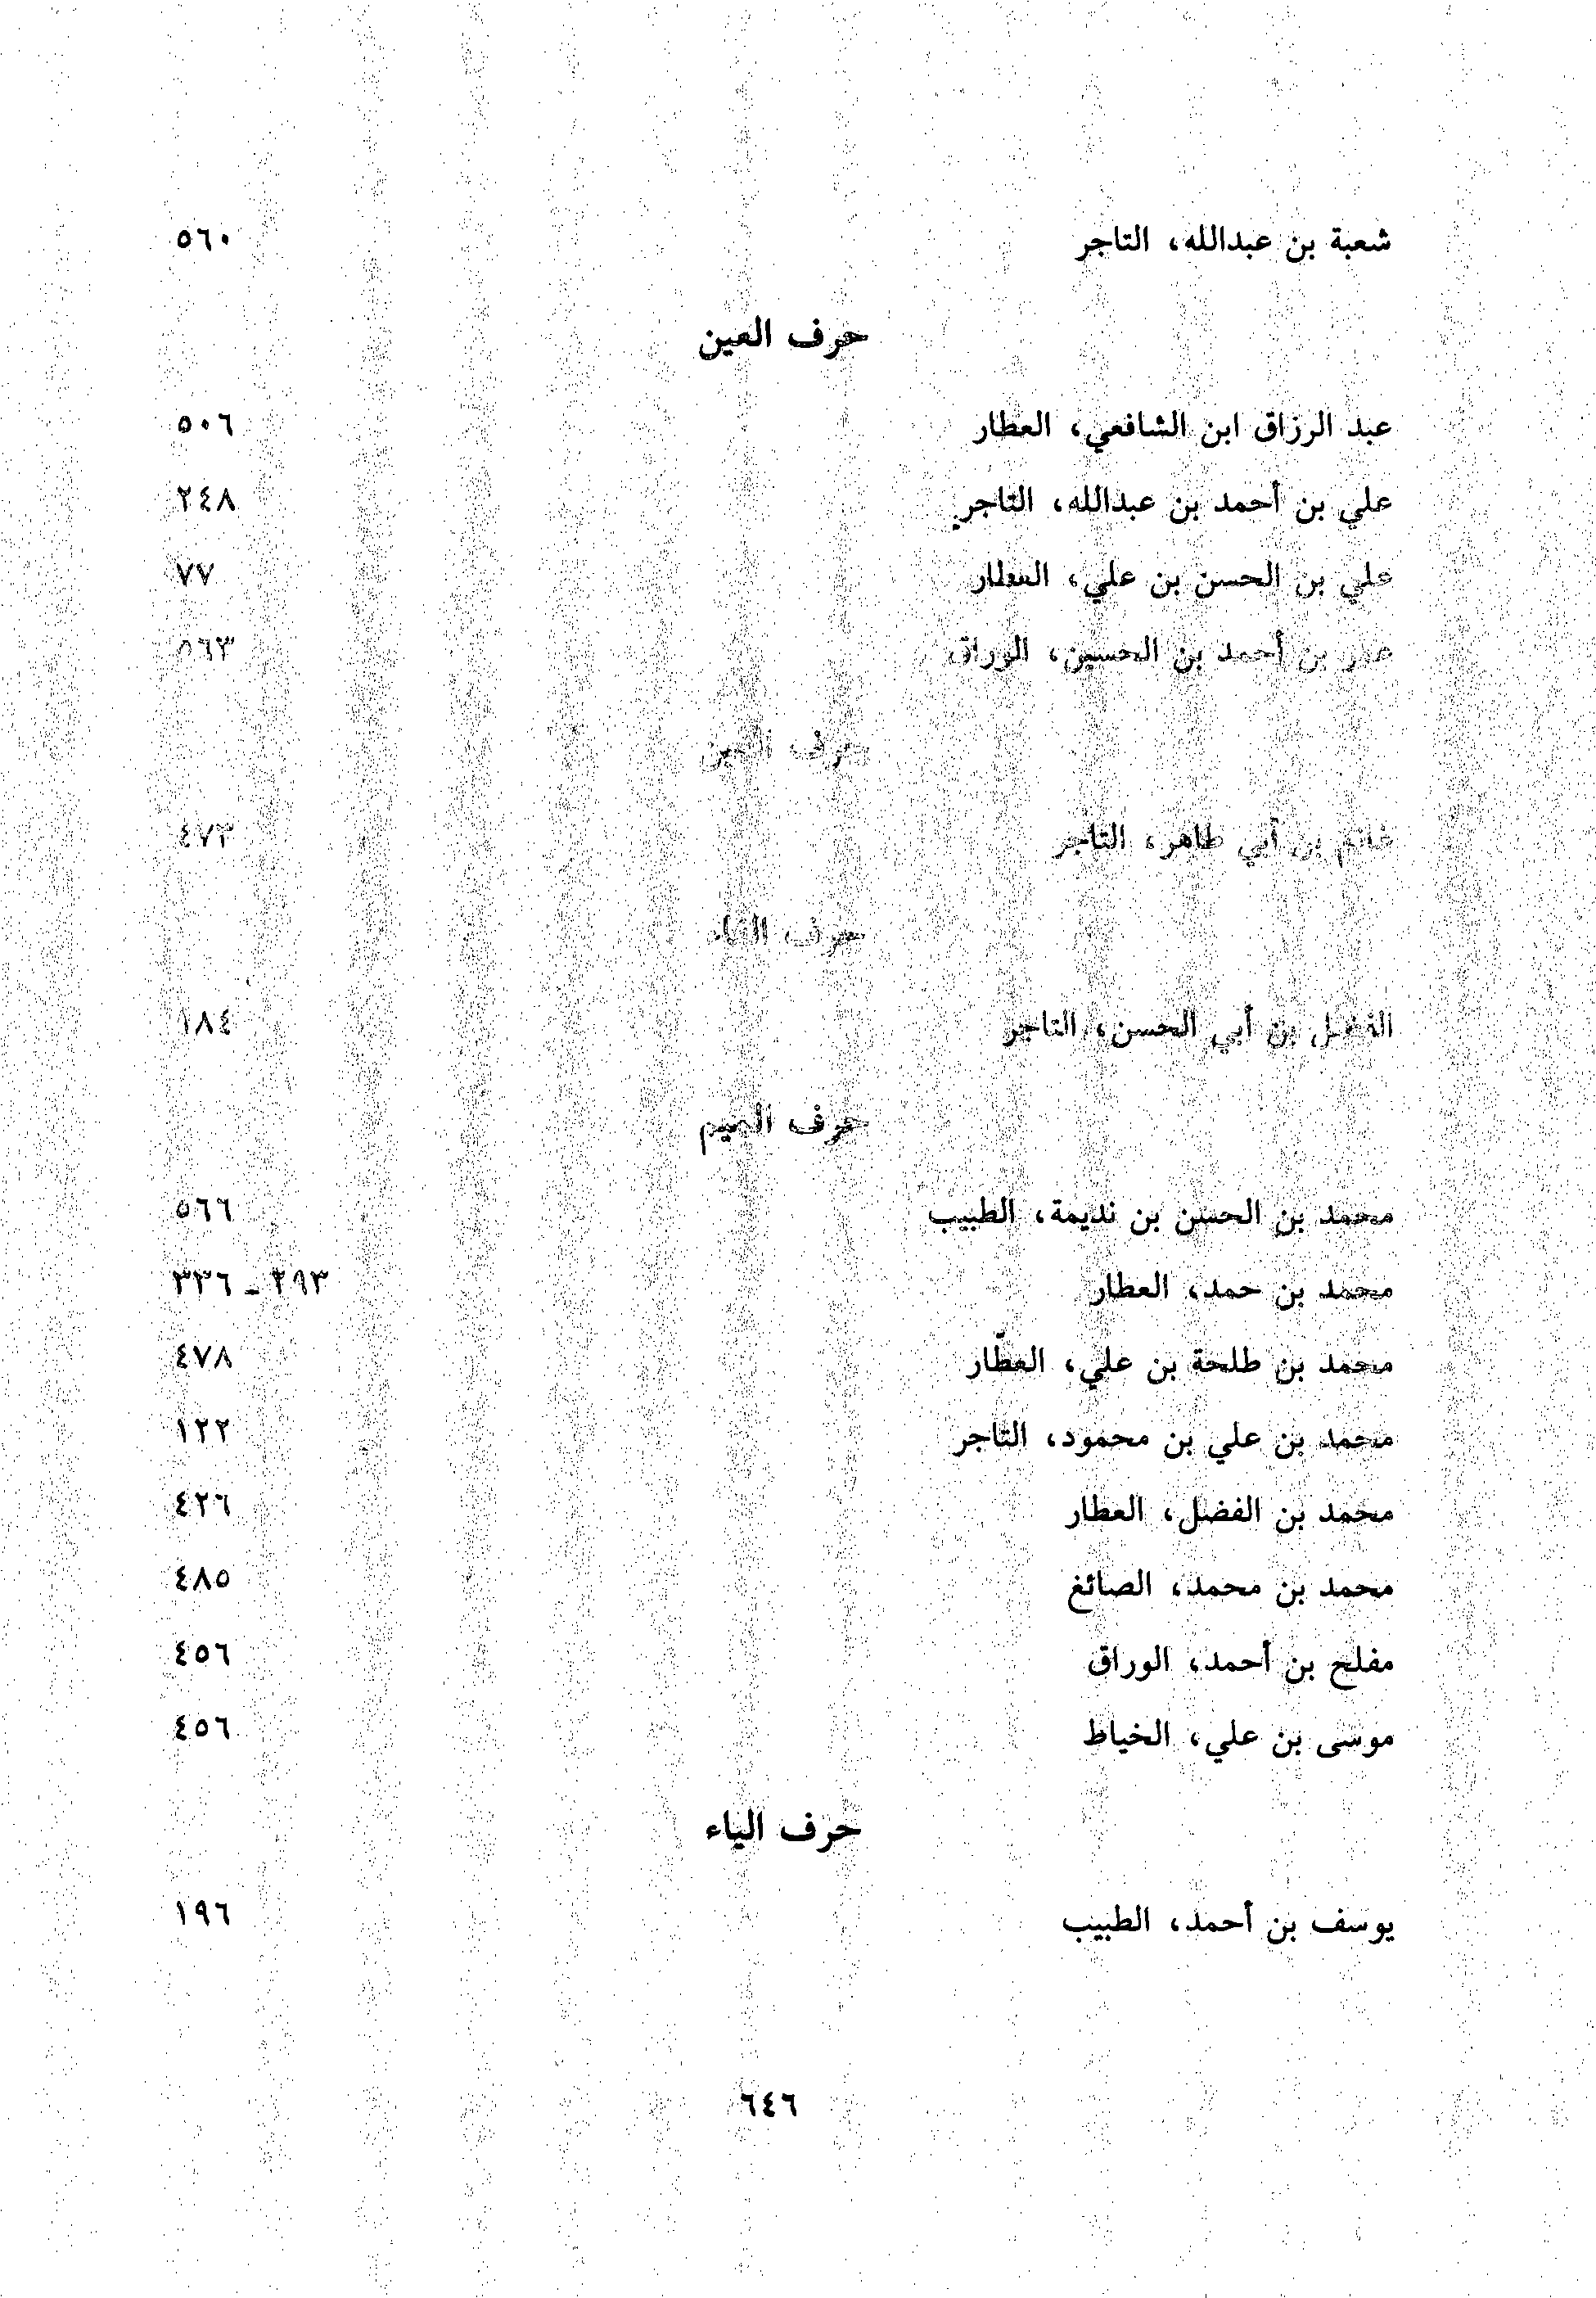 شعبة بن عبدالله، التاجر ٥٦٠
حرف العين
عبد الرزاق ابن الشافعي، العطار ٥٠٦
علي بن أحمد بن عبدالله، التاجر ٢٤٨
علي بن الحسن بن علي، العطار ٧٧
عمر بن أحمد بن الحسين، الوراق ٥٦٣
حرف الغين
غانم بن أبي طاهر، التاجر ٤٧٣
حرف الفاء
الفضل بن أبي الحسن، التاجر ١٨٤
حرف الميم
محمد بن الحسن بن نديمة، الطبيب ٥٦٦
محمد بن حمد، العطار ٢٩٣ ـ ٣٣٦
محمد بن طلحة بن علي، العطّار ٤٧٨
محمد بن علي بن محمود، التاجر ١٢٢
محمد بن الفضل، العطار ٤٢٦
محمد بن محمد، الصائغ ٤٨٥
مفلح بن أحمد، الوراق ٤٥٦
موسى بن علي، الخياط ٤٥٦
حرف الياء
يوسف بن أحمد، الطبيب ١٩٦
٦٤٦